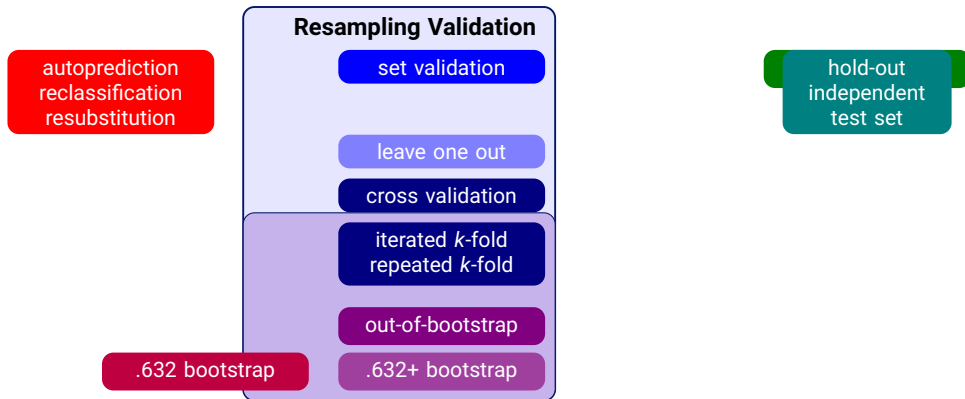 Resampling Validation
autoprediction
reclassification
resubstitution
set validation
hold-out
independent
test set
leave one out
cross validation
iterated k-fold
repeated k-fold
out-of-bootstrap
.632 bootstrap
.632+ bootstrap